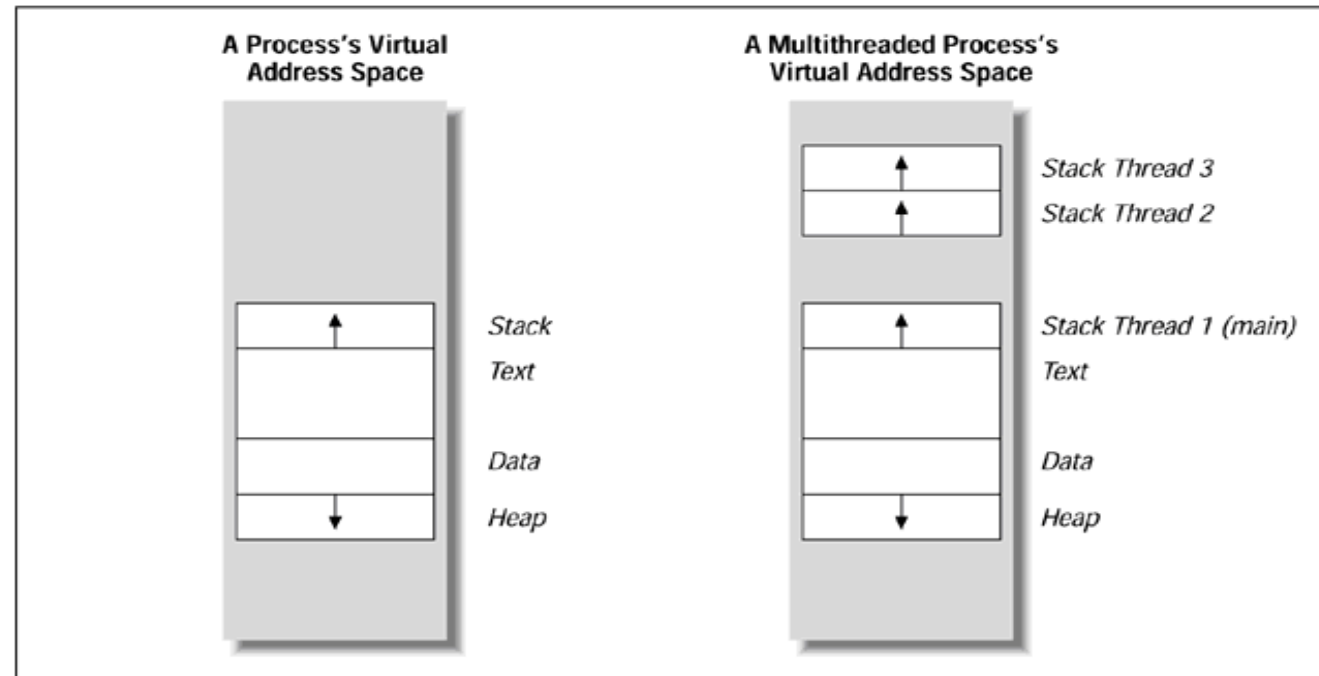 A Process's Virtual
Address Space
Stack
Text
Data
Heap
A Multithreaded Process's
Virtual Address Space
Stack Thread 3
Stack Thread 2
Stack Thread 1 (main)
Text
Data
Heap